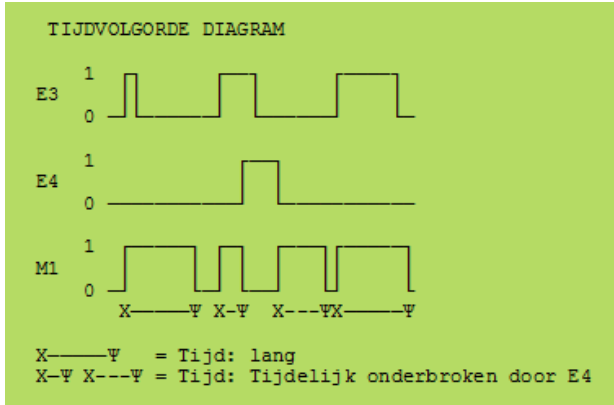 TIJDVOLGORDE DIAGRAM
1
E3
0
1
E4
0
1
M1
0
X─────Ψ X-Ψ X---ΨX─────Ψ
X─────Ψ = Tijd: lang
X─Ψ X---Ψ = Tijd: Tijdelijk onderbroken door E4